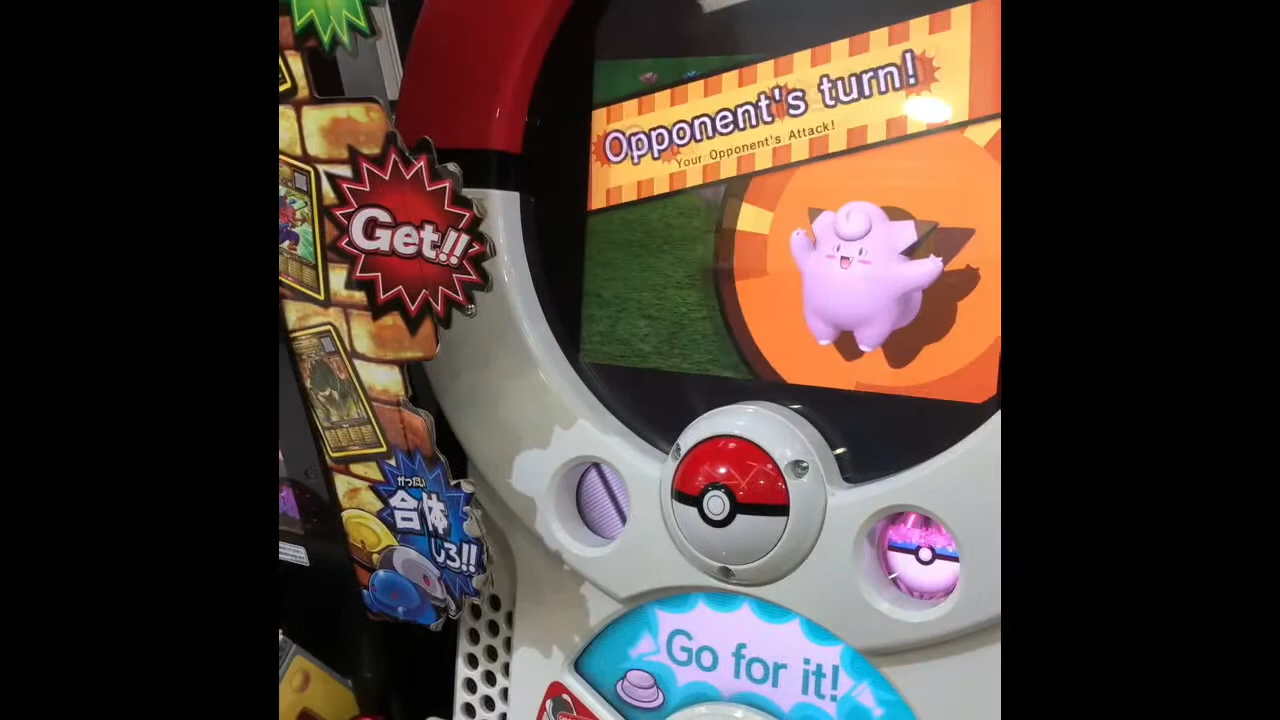 Opponent's turn!
Your Opponent's Attack!
Get!!
がったい
合体
しろ!!
Go for it!